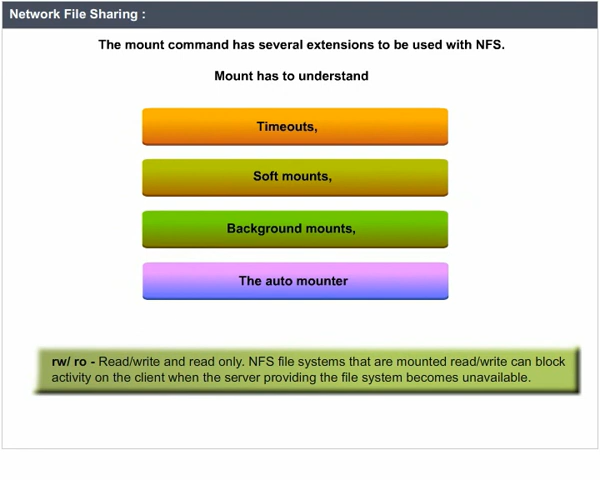 Network File Sharing :
The mount command has several extensions to be used with NFS.
Mount has to understand
Timeouts,
Soft mounts,
Background mounts,
The auto mounter
rw/ ro - Read/write and read only. NFS file systems that are mounted read/write can block
activity on the client when the server providing the file system becomes unavailable.